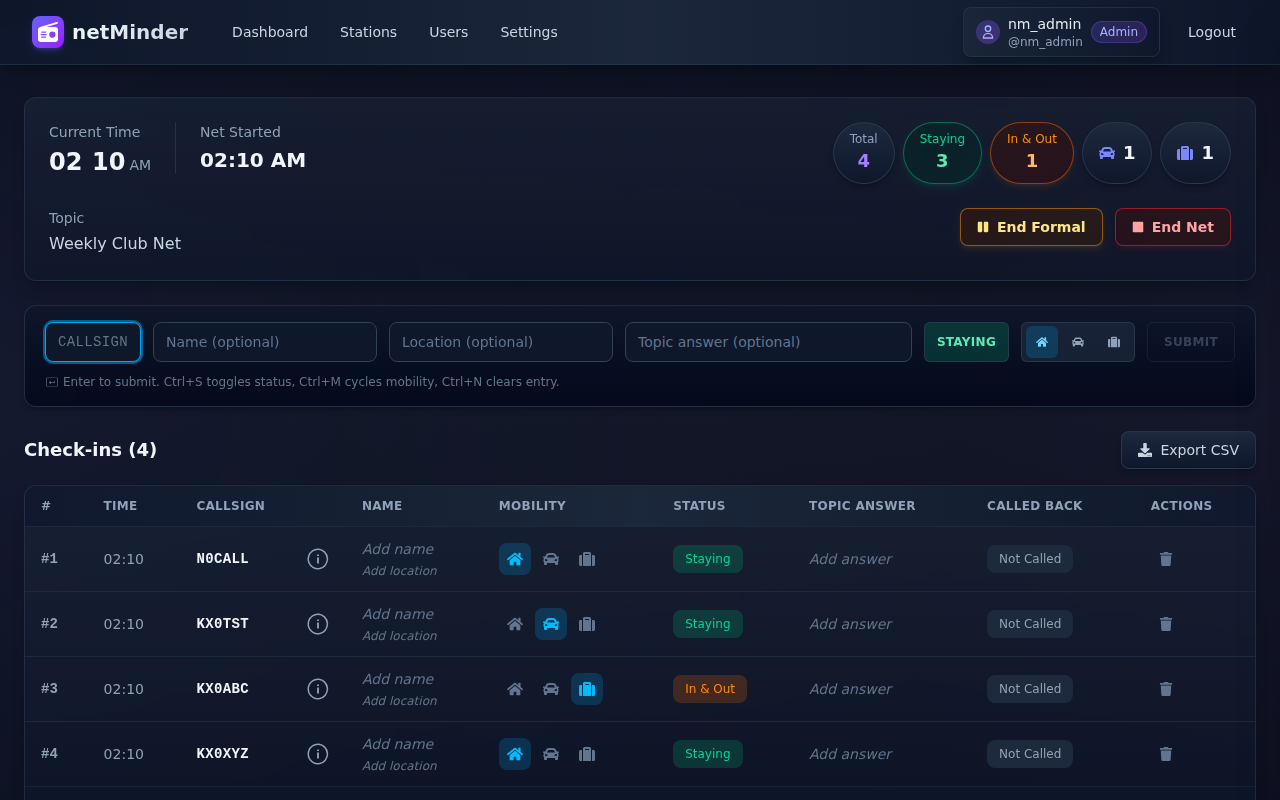 netMinder
Dashboard
Stations
Users
Settings
nm_admin
@nm_admin
Admin
Logout
Current Time
02 10 AM
Net Started
02:10 AM
Total
4
Staying
3
In & Out
1
1
1
Topic
Weekly Club Net
End Formal
End Net
CALLSIGN
Name (optional)
Location (optional)
Topic answer (optional)
STAYING
SUBMIT
Enter to submit. Ctrl+S toggles status, Ctrl+M cycles mobility, Ctrl+N clears entry.
Check-ins (4)
Export CSV
# TIME CALLSIGN NAME MOBILITY STATUS TOPIC ANSWER CALLED BACK ACTIONS
#1 02:10 N0CALL Add name Staying Add answer Not Called
Add location
#2 02:10 KX0TST Add name Staying Add answer Not Called
Add location
#3 02:10 KX0ABC Add name In & Out Add answer Not Called
Add location
#4 02:10 KX0XYZ Add name Staying Add answer Not Called
Add location